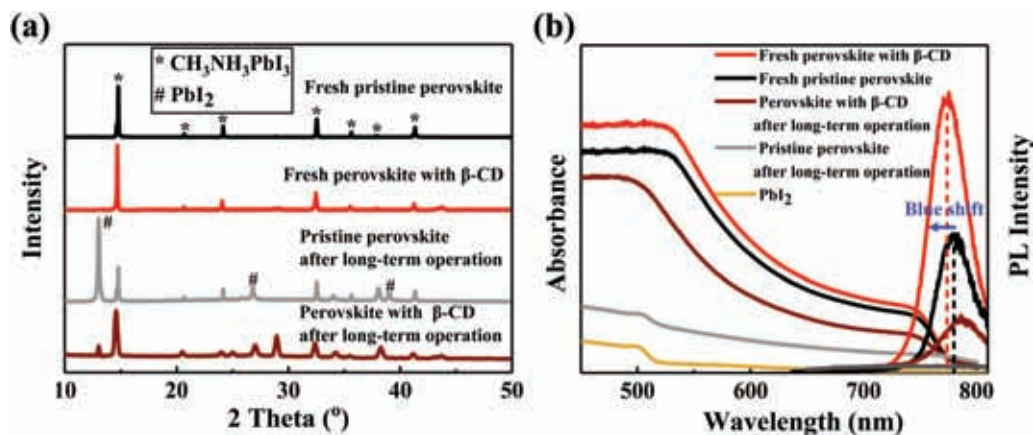 (a)
* CH3NH3PbI3
# PbI2
Fresh pristine perovskite
*
*
*
*
*
*
*
Fresh perovskite with β-CD
Pristine perovskite
after long-term operation
#
#
#
Perovskite with β-CD
after long-term operation
Intensity
10 20 30 40 50
2 Theta (°)
(b)
Fresh perovskite with β-CD
Fresh pristine perovskite
Perovskite with β-CD
after long-term operation
Pristine perovskite
after long-term operation
PbI2
Blue shift
Absorbance
PL Intensity
500 600 700 800
Wavelength (nm)